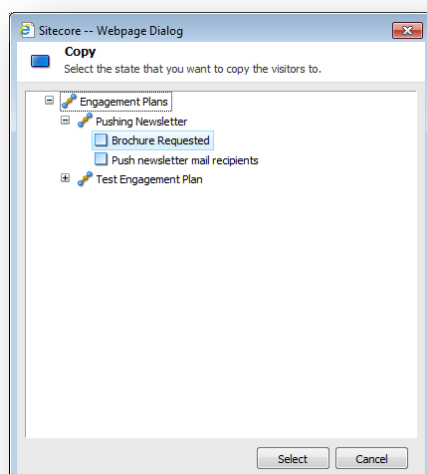 Sitecore -- Webpage Dialog
Copy
Select the state that you want to copy the visitors to.
Engagement Plans
Pushing Newsletter
Brochure Requested
Push newsletter mail recipients
Test Engagement Plan
Select
Cancel